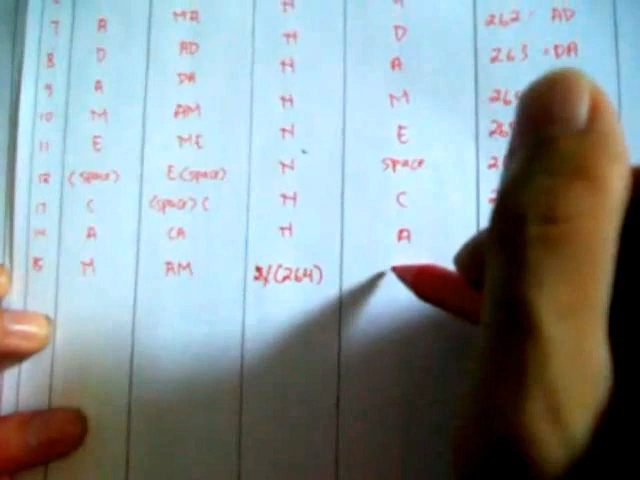 7 A MA N 262 = AD
8 D AD N D 263 = DA
9 A DA N A
10 M AM N M
11 E ME N E
12 (space) E(space) N space
13 C (space) C N C
14 A CA N A
15 M AM Y(264)